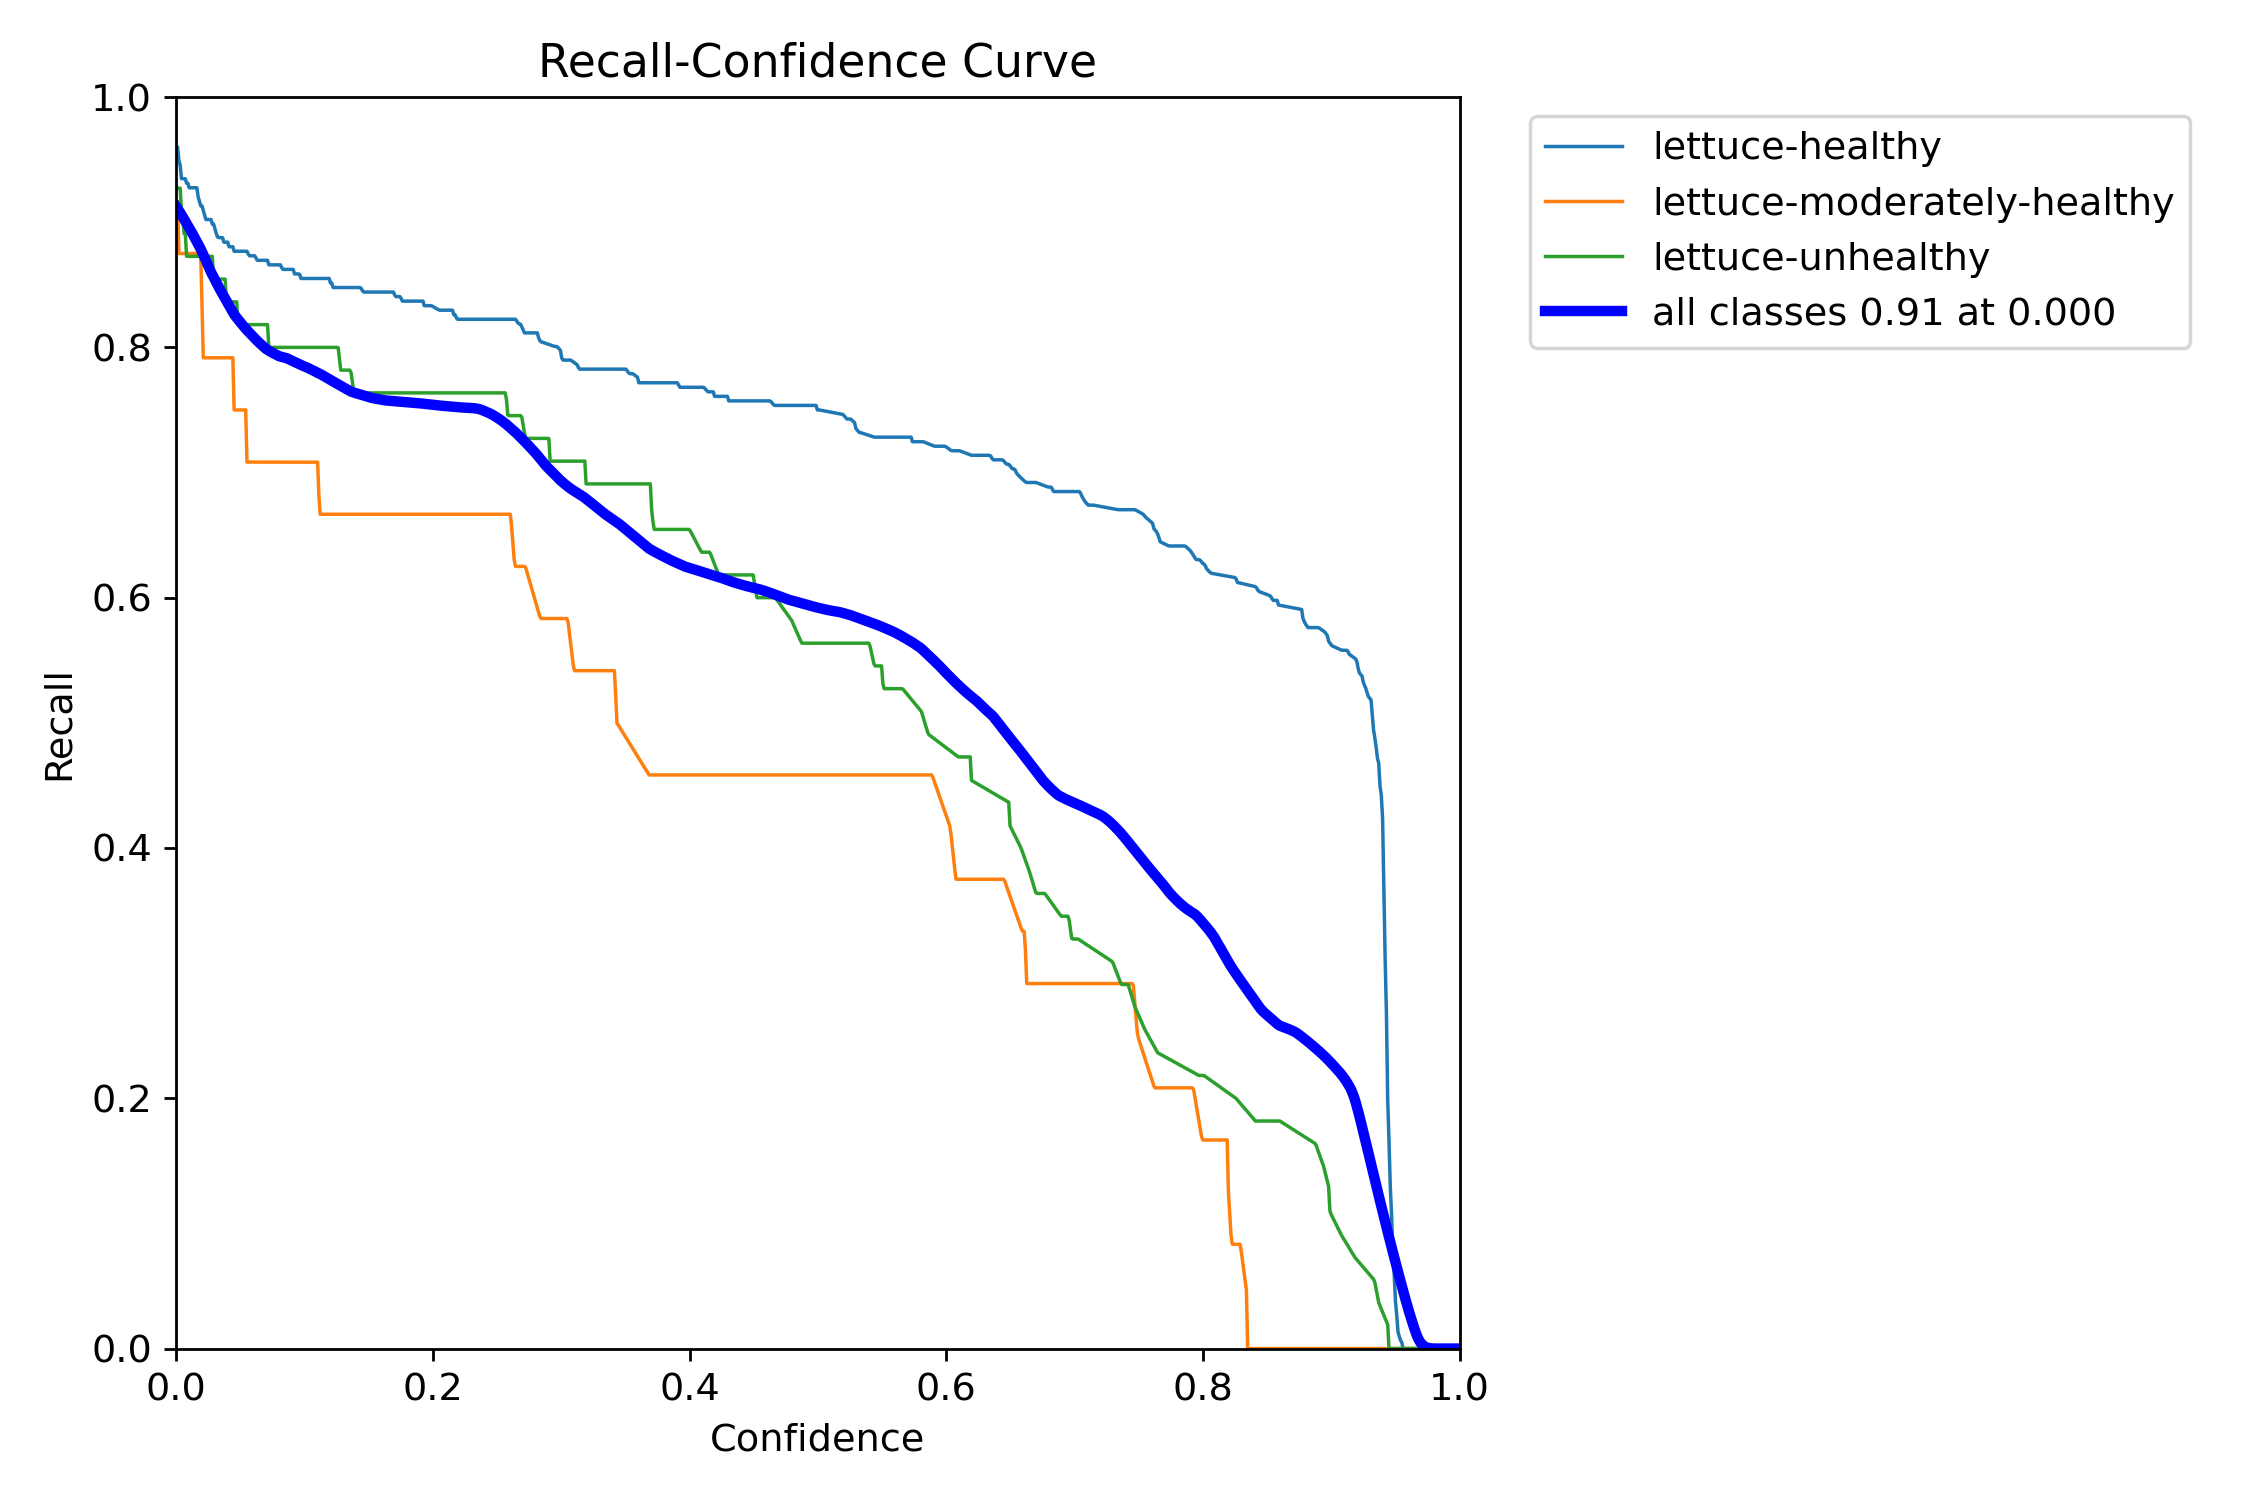 Recall-Confidence Curve
1.0
0.8
0.6
0.4
0.2
0.0
Recall
0.0 0.2 0.4 0.6 0.8 1.0
Confidence
lettuce-healthy
lettuce-moderately-healthy
lettuce-unhealthy
all classes 0.91 at 0.000